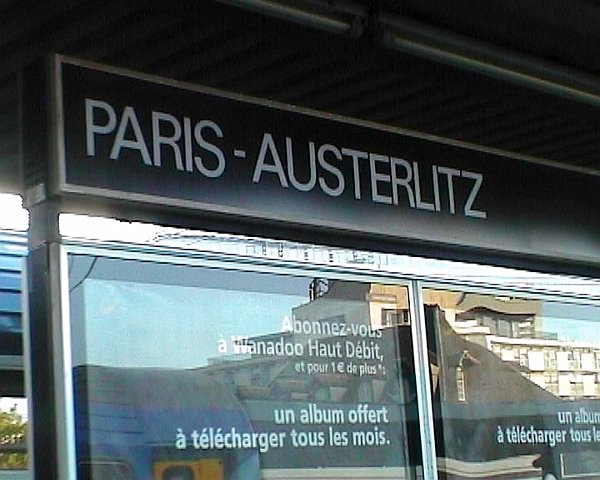 PARIS - AUSTERLITZ
Abonnez-vous
à Wanadoo Haut Débit,
et pour 1 € de plus*:
un album offert
à télécharger tous les mois.
un album
à télécharger tous le